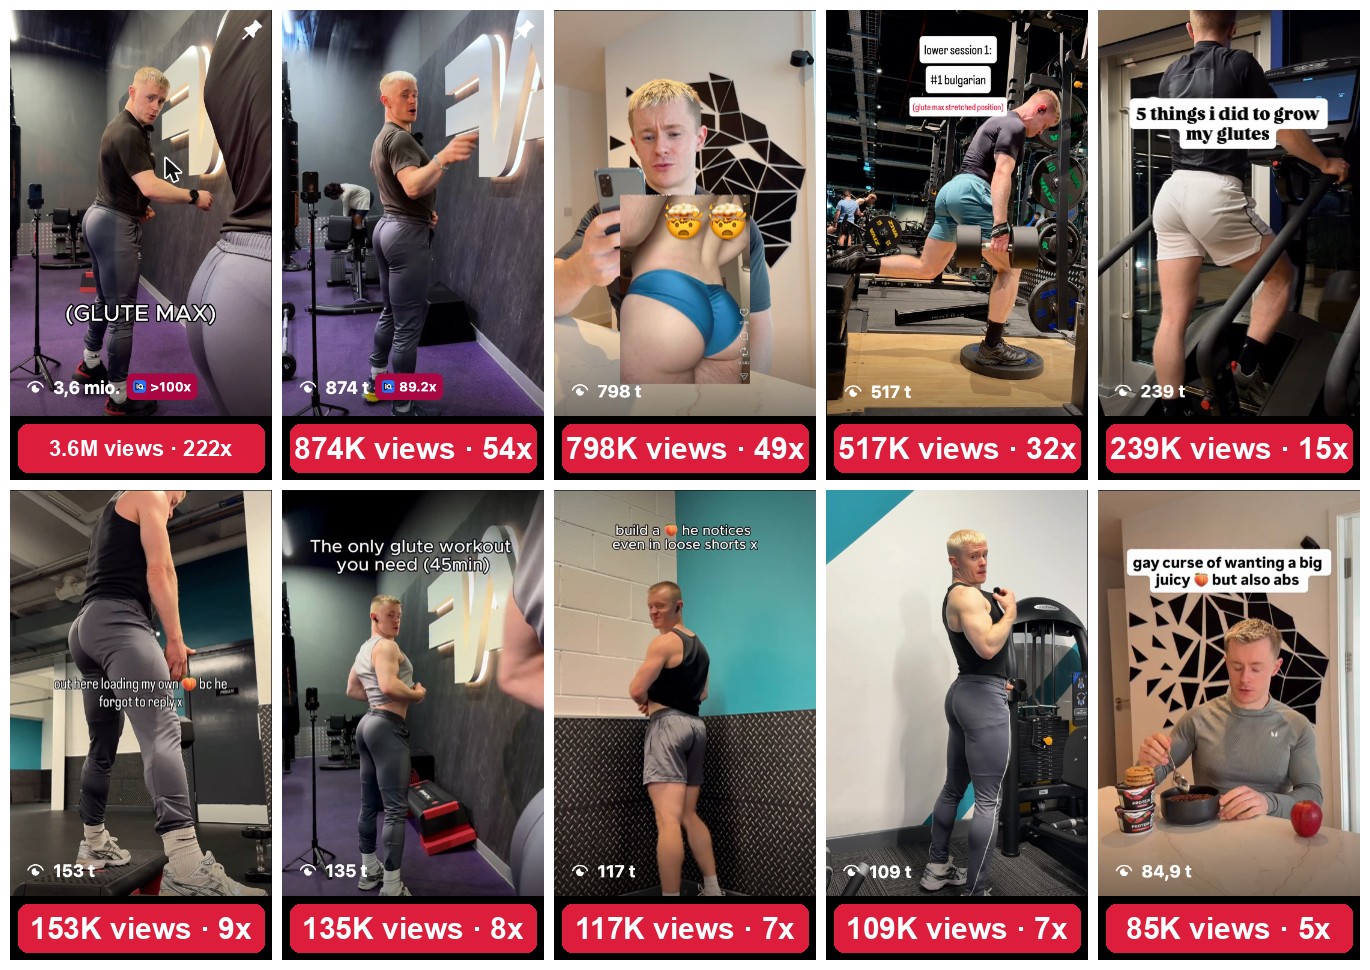 (GLUTE MAX)
3,6 mio.
IQ >100x
3.6M views · 222x
874 t
IQ 89.2x
874K views · 54x
798 t
798K views · 49x
lower session 1:
#1 bulgarian
(glute max stretched position)
517 t
517K views · 32x
5 things i did to grow
my glutes
239 t
239K views · 15x
out here loading my own 🍑 bc he
forgot to reply x
153 t
153K views · 9x
The only glute workout
you need (45min)
135 t
135K views · 8x
build a 🍑 he notices
even in loose shorts x
117 t
117K views · 7x
109 t
109K views · 7x
gay curse of wanting a big
juicy 🍑 but also abs
PROTEIN
PROTEIN
84,9 t
85K views · 5x